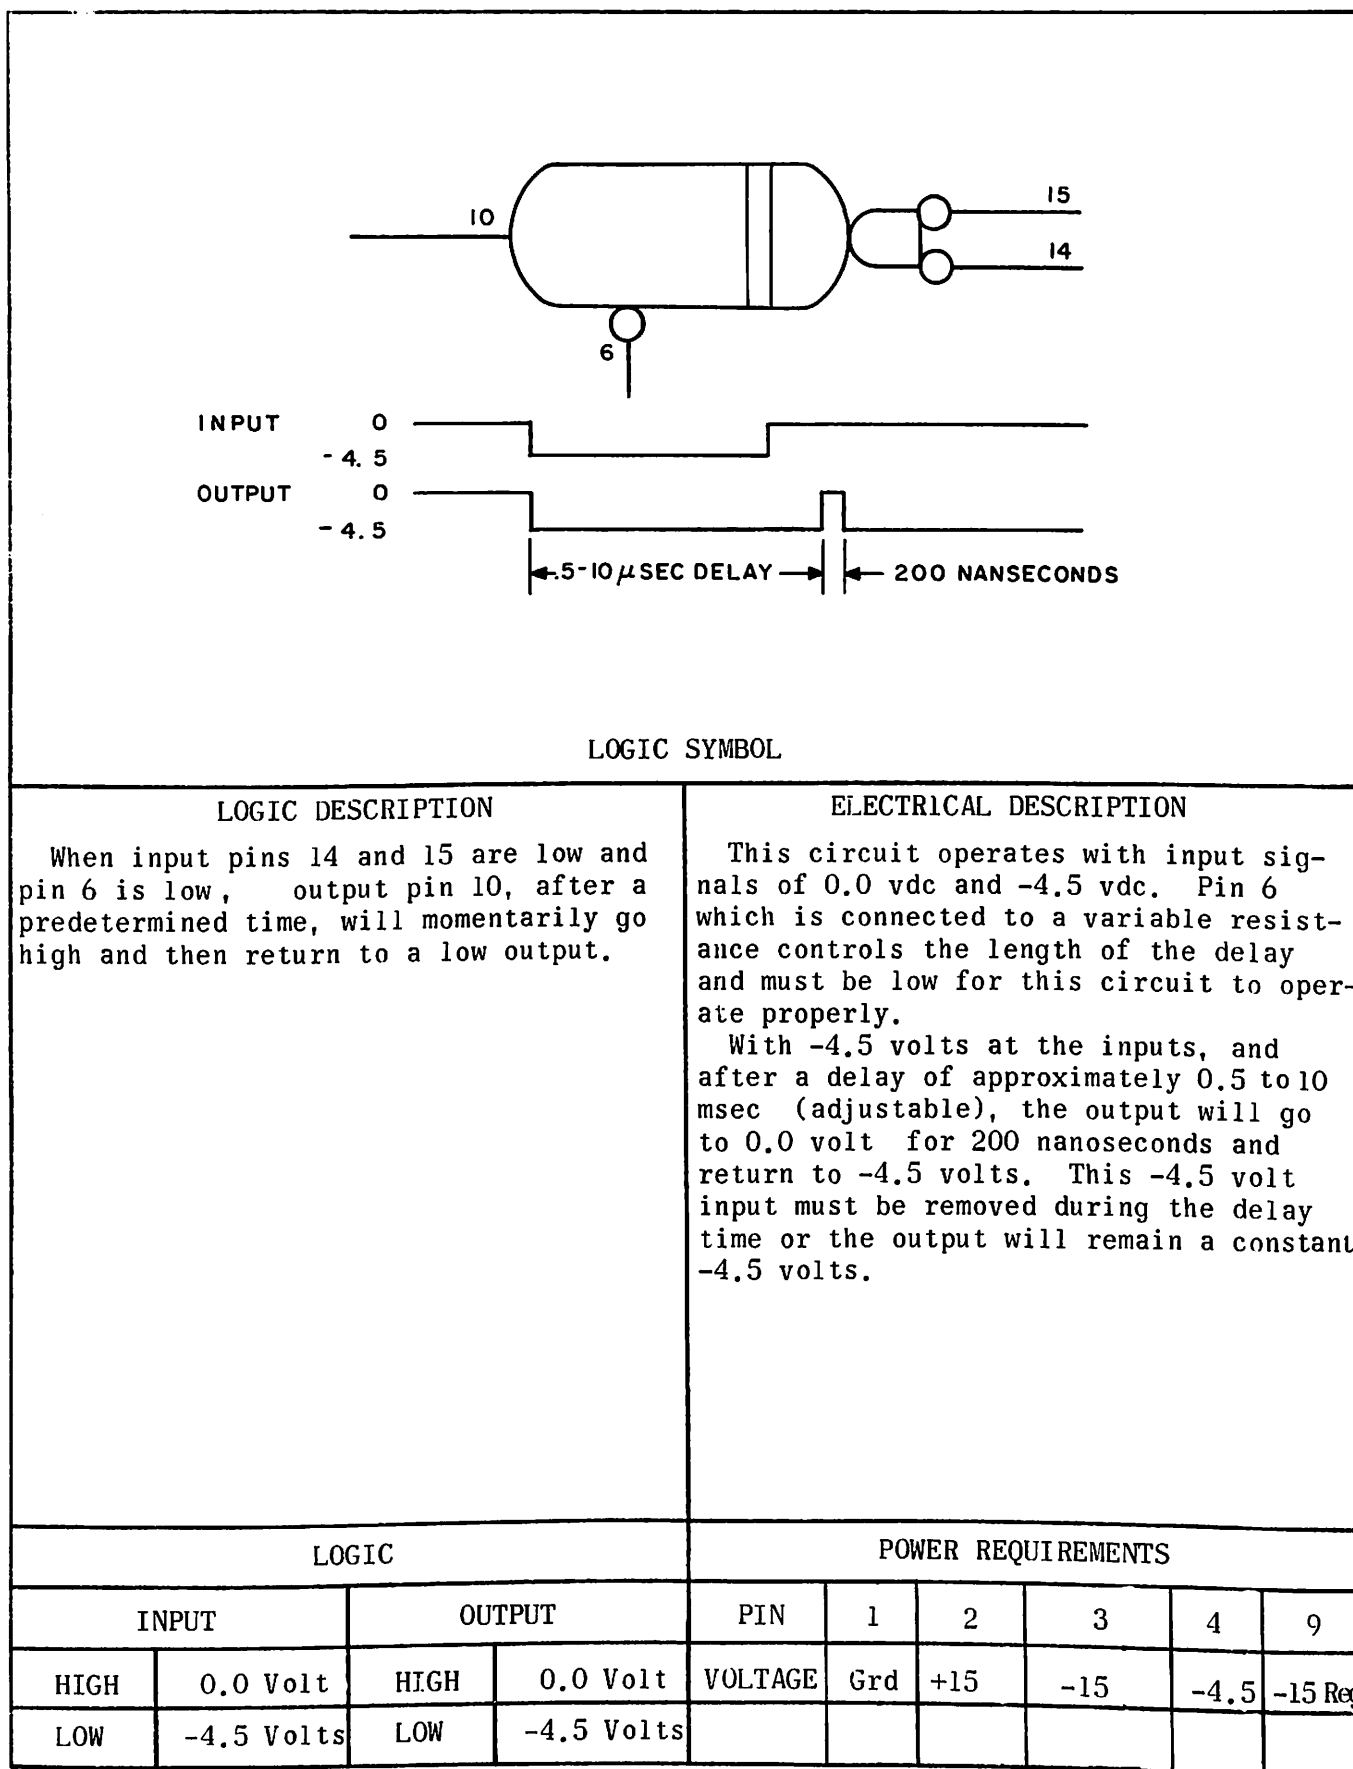 10
15
14
6
INPUT 0
-4.5
OUTPUT 0
-4.5
.5-10 µSEC DELAY 200 NANSECONDS
LOGIC SYMBOL
LOGIC DESCRIPTION
When input pins 14 and 15 are low and
pin 6 is low, output pin 10, after a
predetermined time, will momentarily go
high and then return to a low output.
ELECTRICAL DESCRIPTION
This circuit operates with input sig-
nals of 0.0 vdc and -4.5 vdc. Pin 6
which is connected to a variable resist-
ance controls the length of the delay
and must be low for this circuit to oper-
ate properly.
With -4.5 volts at the inputs, and
after a delay of approximately 0.5 to 10
msec (adjustable), the output will go
to 0.0 volt for 200 nanoseconds and
return to -4.5 volts. This -4.5 volt
input must be removed during the delay
time or the output will remain a constant
-4.5 volts.
LOGIC
POWER REQUIREMENTS
INPUT OUTPUT PIN 1 2 3 4 9
HIGH 0.0 Volt HIGH 0.0 Volt VOLTAGE Grd +15 -15 -4.5 -15 Reg
LOW -4.5 Volts LOW -4.5 Volts